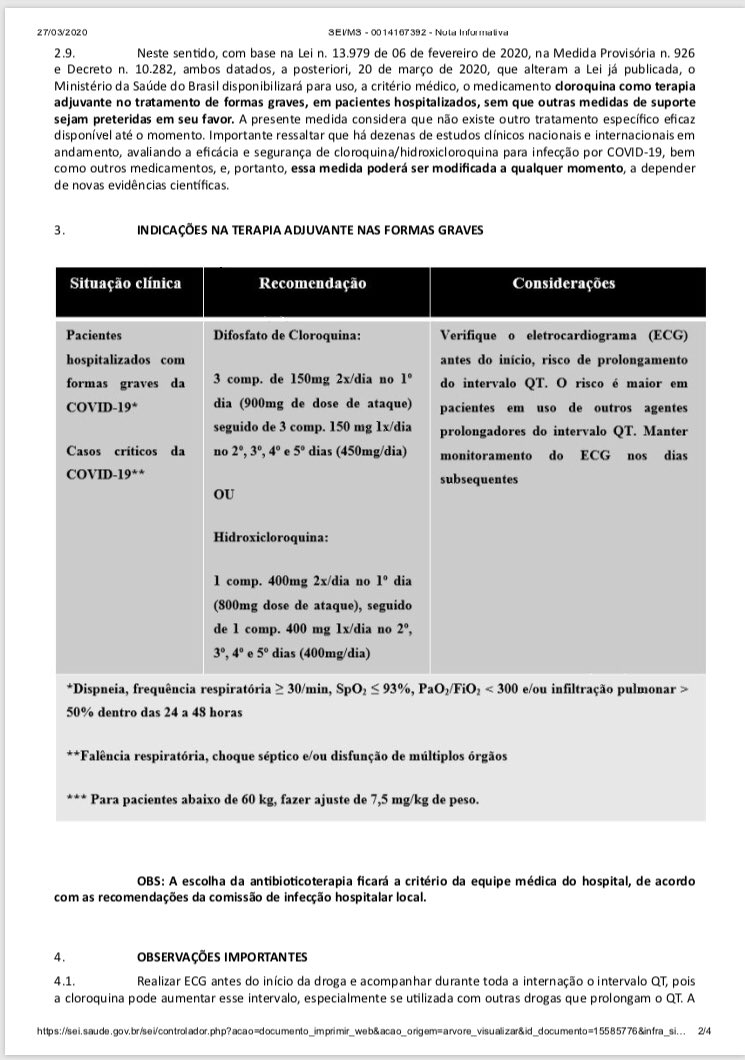 27/03/2020
SEI/MS - 0014167392 - Nota Informativa
2.9. Neste sentido, com base na Lei n. 13.979 de 06 de fevereiro de 2020, na Medida Provisória n. 926
e Decreto n. 10.282, ambos datados, a posteriori, 20 de março de 2020, que alteram a Lei já publicada, o
Ministério da Saúde do Brasil disponibilizará para uso, a critério médico, o medicamento cloroquina como terapia
adjuvante no tratamento de formas graves, em pacientes hospitalizados, sem que outras medidas de suporte
sejam preteridas em seu favor. A presente medida considera que não existe outro tratamento específico eficaz
disponível até o momento. Importante ressaltar que há dezenas de estudos clínicos nacionais e internacionais em
andamento, avaliando a eficácia e segurança de cloroquina/hidroxicloroquina para infecção por COVID-19, bem
como outros medicamentos, e, portanto, essa medida poderá ser modificada a qualquer momento, a depender
de novas evidências científicas.
3. INDICAÇÕES NA TERAPIA ADJUVANTE NAS FORMAS GRAVES
Situação clínica
Recomendação
Considerações
Pacientes
hospitalizados com
formas graves da
COVID-19*
Casos críticos da
COVID-19**
Difosfato de Cloroquina:
3 comp. de 150mg 2x/dia no 1º
dia (900mg de dose de ataque)
seguido de 3 comp. 150 mg 1x/dia
no 2º, 3º, 4º e 5º dias (450mg/dia)
OU
Hidroxicloroquina:
1 comp. 400mg 2x/dia no 1º dia
(800mg dose de ataque), seguido
de 1 comp. 400 mg 1x/dia no 2º,
3º, 4º e 5º dias (400mg/dia)
Verifique o eletrocardiograma (ECG)
antes do início, risco de prolongamento
do intervalo QT. O risco é maior em
pacientes em uso de outros agentes
prolongadores do intervalo QT. Manter
monitoramento do ECG nos dias
subsequentes
*Dispneia, frequência respiratória ≥ 30/min, SpO₂ ≤ 93%, PaO₂/FiO₂ < 300 e/ou infiltração pulmonar >
50% dentro das 24 a 48 horas
**Falência respiratória, choque séptico e/ou disfunção de múltiplos órgãos
*** Para pacientes abaixo de 60 kg, fazer ajuste de 7,5 mg/kg de peso.
OBS: A escolha da antibioticoterapia ficará a critério da equipe médica do hospital, de acordo
com as recomendações da comissão de infecção hospitalar local.
4. OBSERVAÇÕES IMPORTANTES
4.1. Realizar ECG antes do início da droga e acompanhar durante toda a internação o intervalo QT, pois
a cloroquina pode aumentar esse intervalo, especialmente se utilizada com outras drogas que prolongam o QT. A
https://sei.saude.gov.br/sei/controlador.php?acao=documento_imprimir_web&acao_origem=arvore_visualizar&id_documento=15585776&infra_si...
2/4